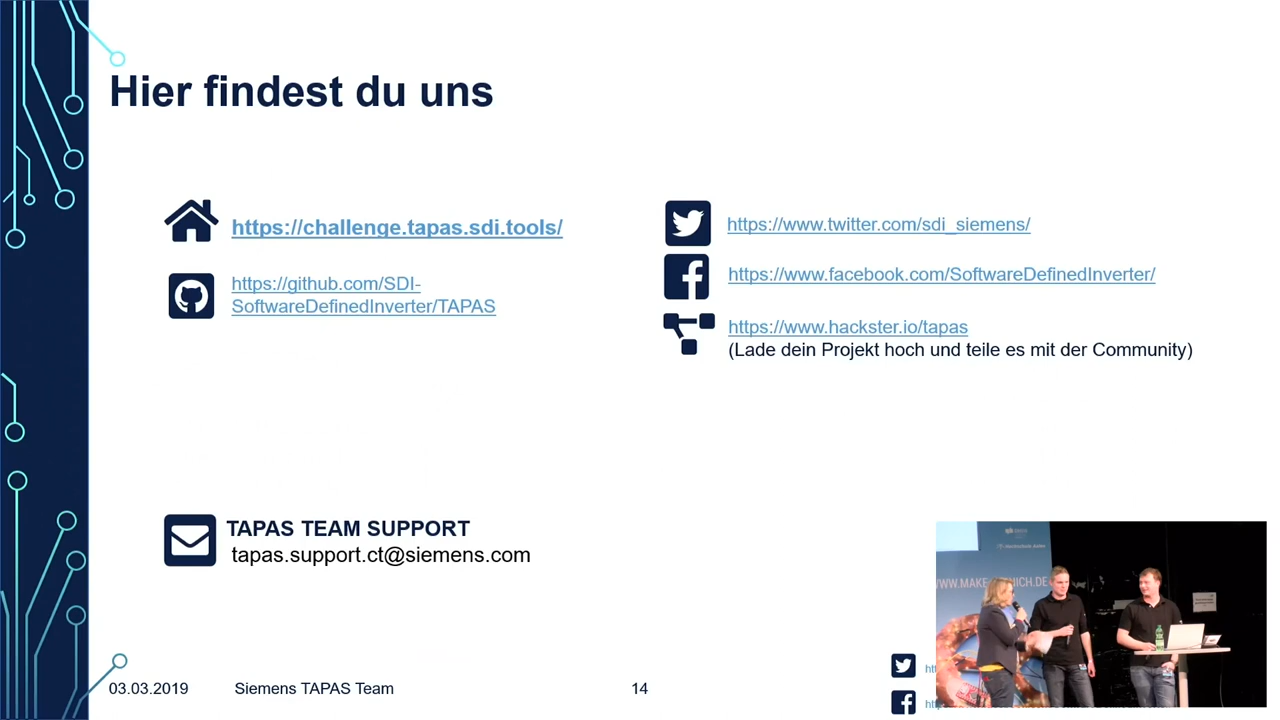 Hier findest du uns
https://challenge.tapas.sdi.tools/
https://github.com/SDI-
SoftwareDefinedInverter/TAPAS
https://www.twitter.com/sdi_siemens/
https://www.facebook.com/SoftwareDefinedInverter/
https://www.hackster.io/tapas
(Lade dein Projekt hoch und teile es mit der Community)
TAPAS TEAM SUPPORT
tapas.support.ct@siemens.com
03.03.2019
Siemens TAPAS Team
14